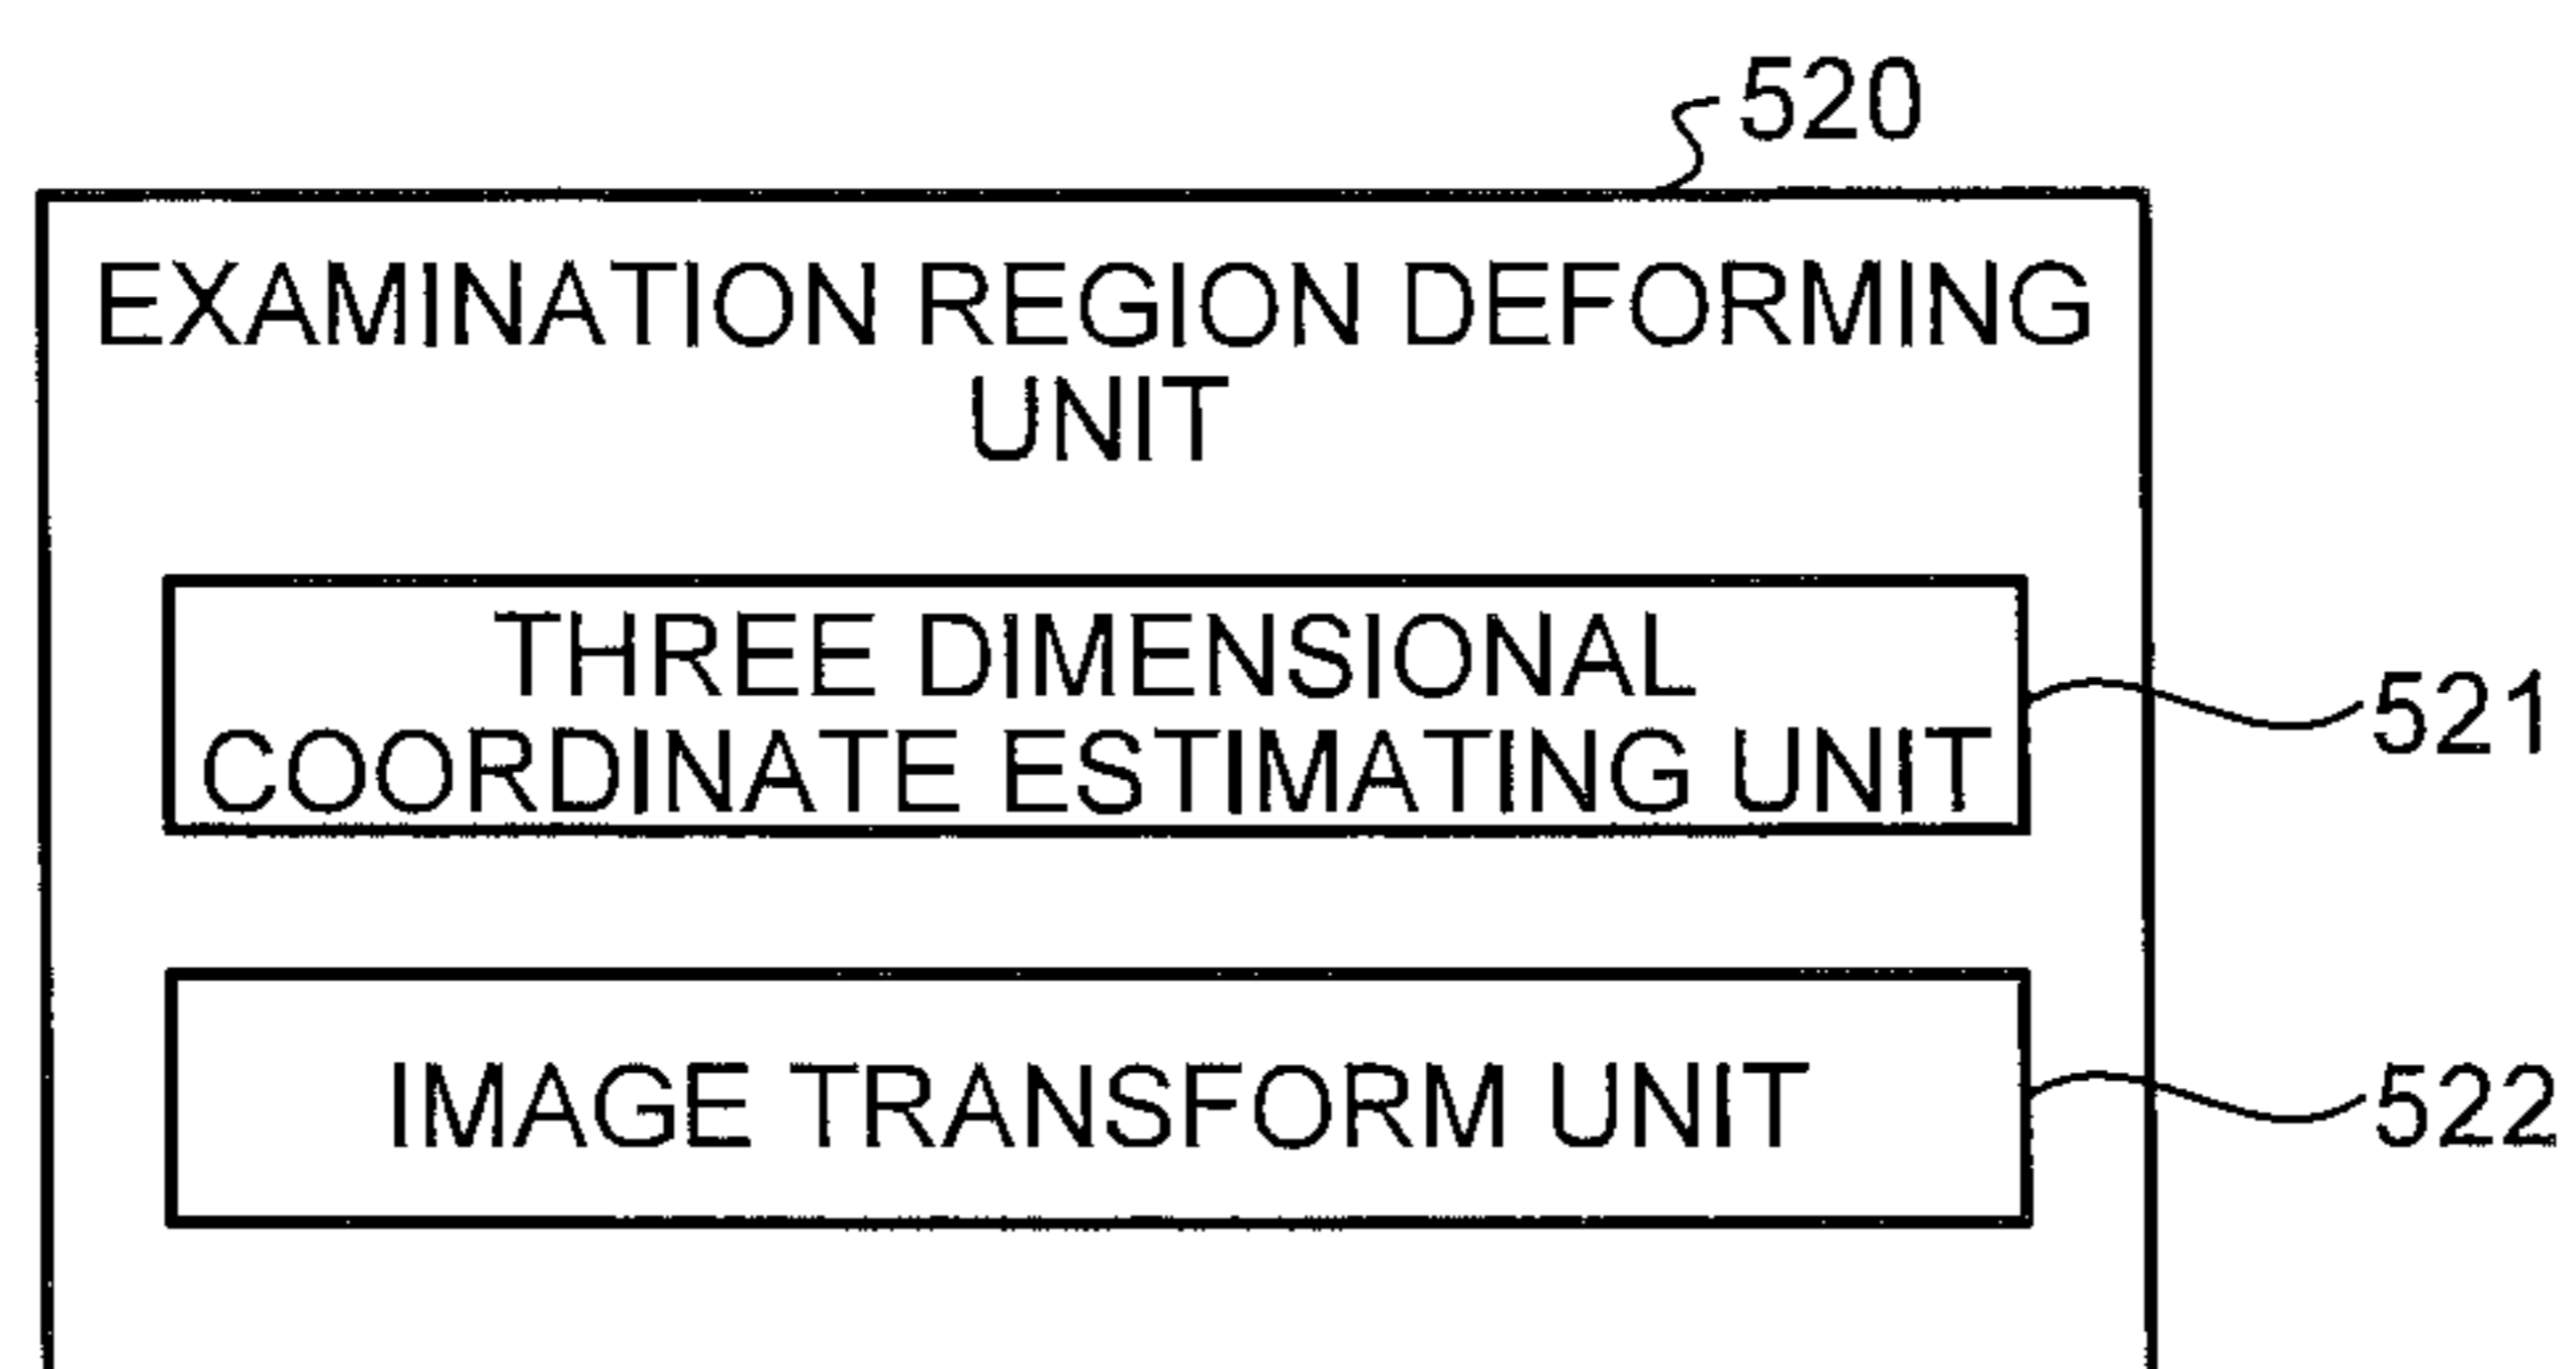 520
EXAMINATION REGION DEFORMING
UNIT
THREE DIMENSIONAL
COORDINATE ESTIMATING UNIT
521
IMAGE TRANSFORM UNIT
522